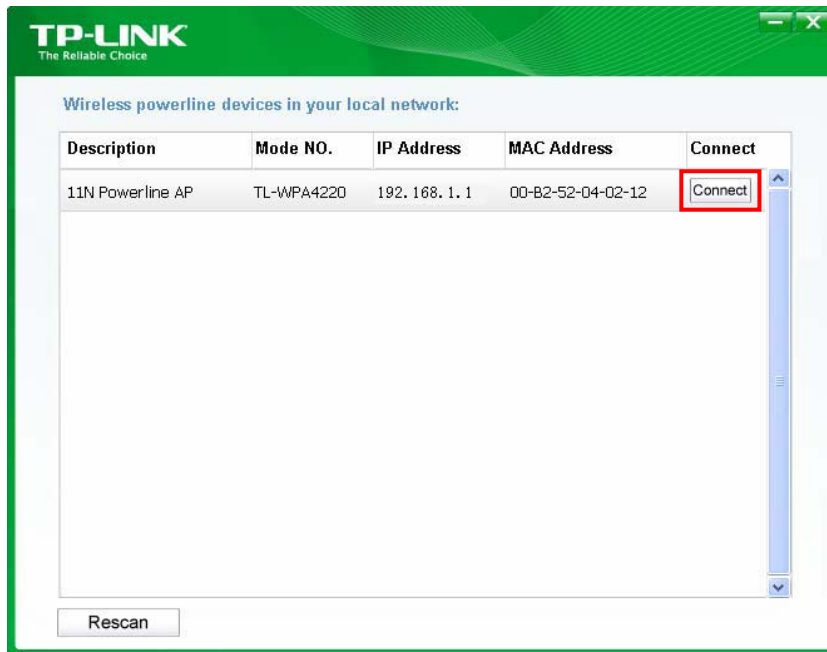 TP-LINK
The Reliable Choice
Wireless powerline devices in your local network:
Description Mode NO. IP Address MAC Address Connect
11N Powerline AP TL-WPA4220 192.168.1.1 00-B2-52-04-02-12 Connect
Rescan